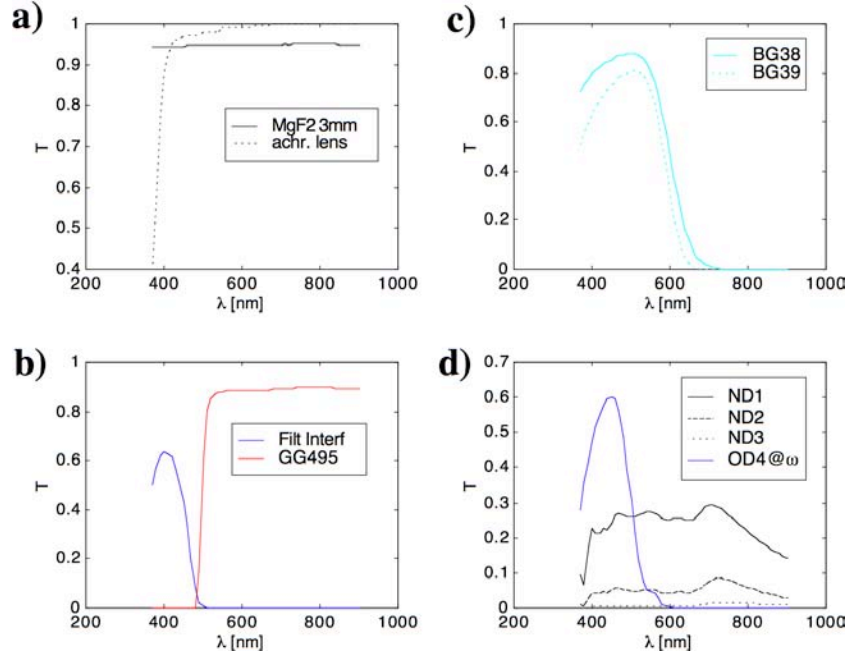 a)
1
0.9
0.8
0.7
0.6
0.5
0.4
T
MgF2 3mm
achr. lens
200
400
600
800
1000
λ [nm]
c)
1
0.8
0.6
0.4
0.2
0
T
BG38
BG39
200
400
600
800
1000
λ [nm]
b)
1
0.8
0.6
0.4
0.2
0
T
Filt Interf
GG495
200
400
600
800
1000
λ [nm]
d)
0.7
0.6
0.5
0.4
0.3
0.2
0.1
0
T
ND1
ND2
ND3
OD4@ω
200
400
600
800
1000
λ [nm]